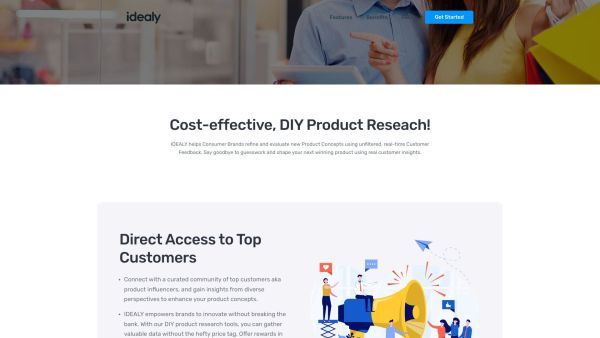 idealy
Features
Benefits
Get Started
Cost-effective, DIY Product Reseach!
IDEALY helps Consumer Brands refine and evaluate new Product Concepts using unfiltered, real-time Customer
Feedback. Say goodbye to guesswork and shape your next winning product using real customer insights.
Direct Access to Top
Customers
• Connect with a curated community of top customers aka
product influencers, and gain insights from diverse
perspectives to enhance your product concepts.
• IDEALY empowers brands to innovate without breaking the
bank. With our DIY product research tools, you can gather
valuable data without the hefty price tag. Offer rewards in